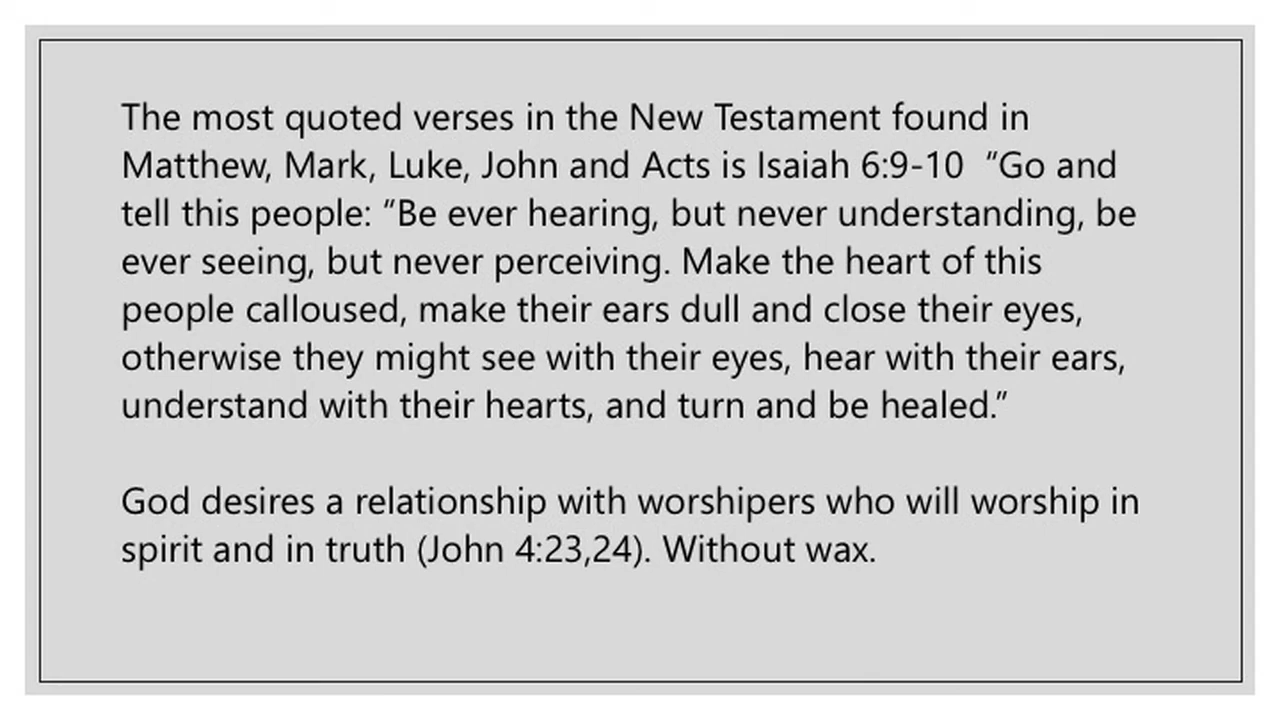 The most quoted verses in the New Testament found in
Matthew, Mark, Luke, John and Acts is Isaiah 6:9-10  "Go and
tell this people: "Be ever hearing, but never understanding, be
ever seeing, but never perceiving. Make the heart of this
people calloused, make their ears dull and close their eyes,
otherwise they might see with their eyes, hear with their ears,
understand with their hearts, and turn and be healed."
God desires a relationship with worshipers who will worship in
spirit and in truth (John 4:23,24). Without wax.